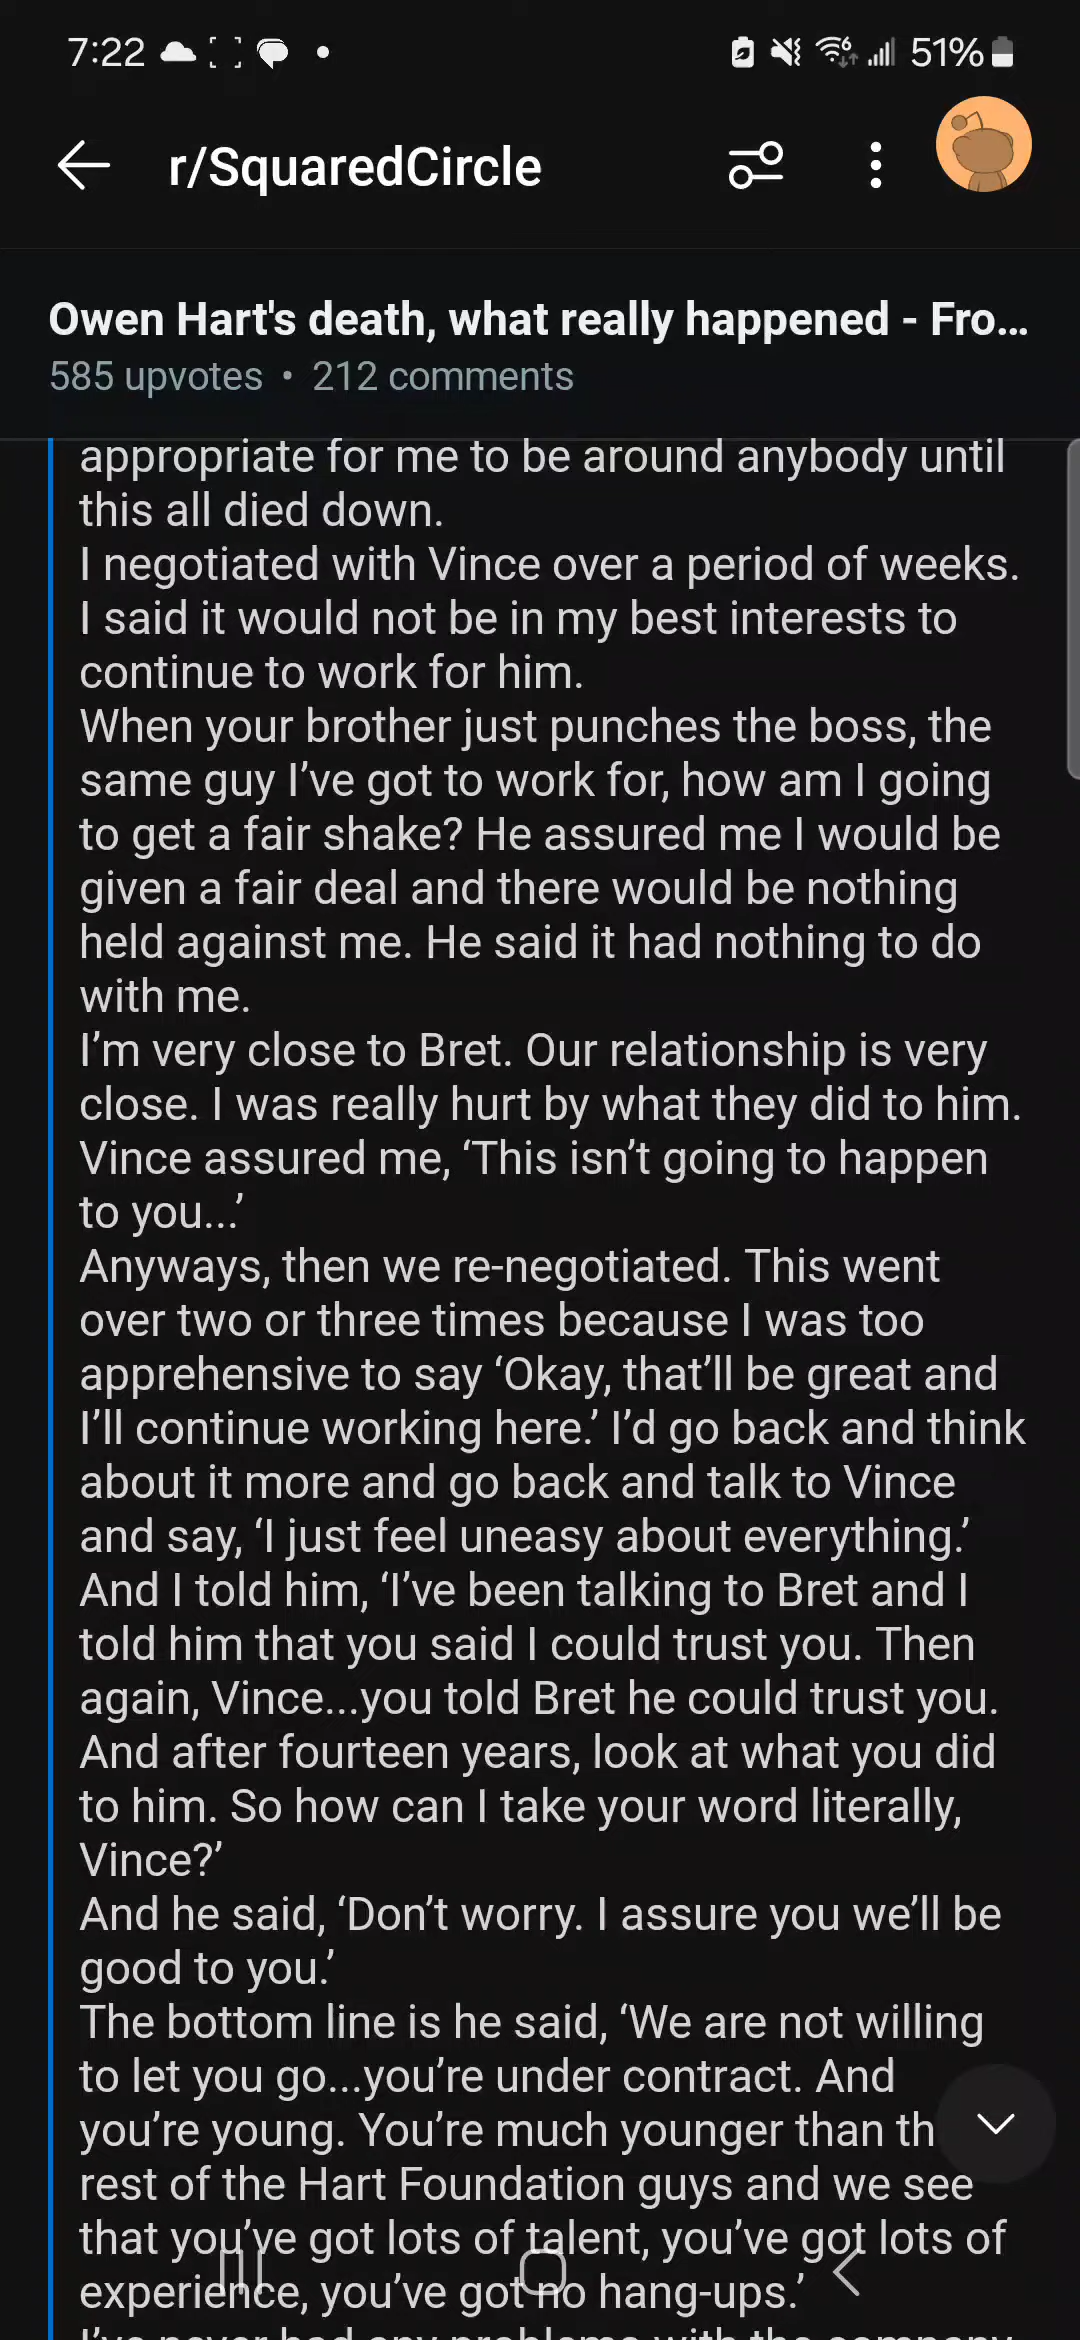 7:22
51%
r/SquaredCircle
Owen Hart's death, what really happened - Fro...
585 upvotes • 212 comments
appropriate for me to be around anybody until
this all died down.
I negotiated with Vince over a period of weeks.
I said it would not be in my best interests to
continue to work for him.
When your brother just punches the boss, the
same guy I've got to work for, how am I going
to get a fair shake? He assured me I would be
given a fair deal and there would be nothing
held against me. He said it had nothing to do
with me.
I'm very close to Bret. Our relationship is very
close. I was really hurt by what they did to him.
Vince assured me, ‘This isn't going to happen
to you...’
Anyways, then we re-negotiated. This went
over two or three times because I was too
apprehensive to say ‘Okay, that'll be great and
I'll continue working here.’ I'd go back and think
about it more and go back and talk to Vince
and say, ‘I just feel uneasy about everything.’
And I told him, ‘I've been talking to Bret and I
told him that you said I could trust you. Then
again, Vince...you told Bret he could trust you.
And after fourteen years, look at what you did
to him. So how can I take your word literally,
Vince?’
And he said, ‘Don't worry. I assure you we'll be
good to you.’
The bottom line is he said, ‘We are not willing
to let you go...you're under contract. And
you're young. You're much younger than th
rest of the Hart Foundation guys and we see
that you've got lots of talent, you've got lots of
experience, you've got no hang-ups.’
I've never had any problems with the company